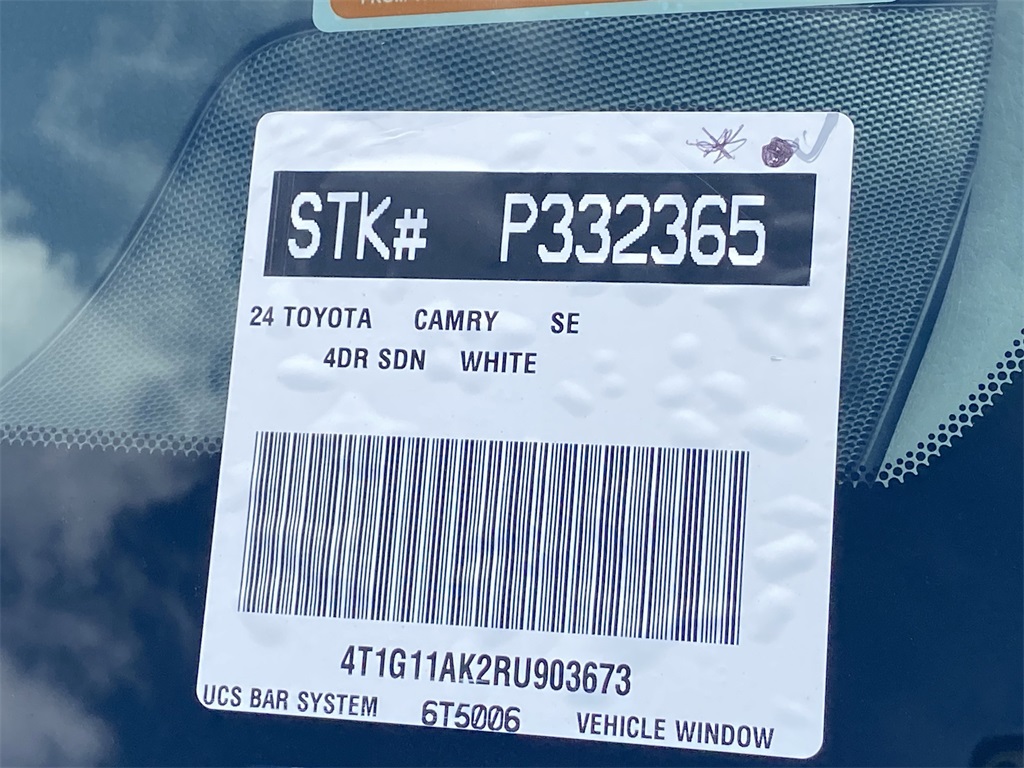 STK# P332365
24 TOYOTA CAMRY SE
4DR SDN WHITE
4T1G11AK2RU903673
UCS BAR SYSTEM 6T5006 VEHICLE WINDOW